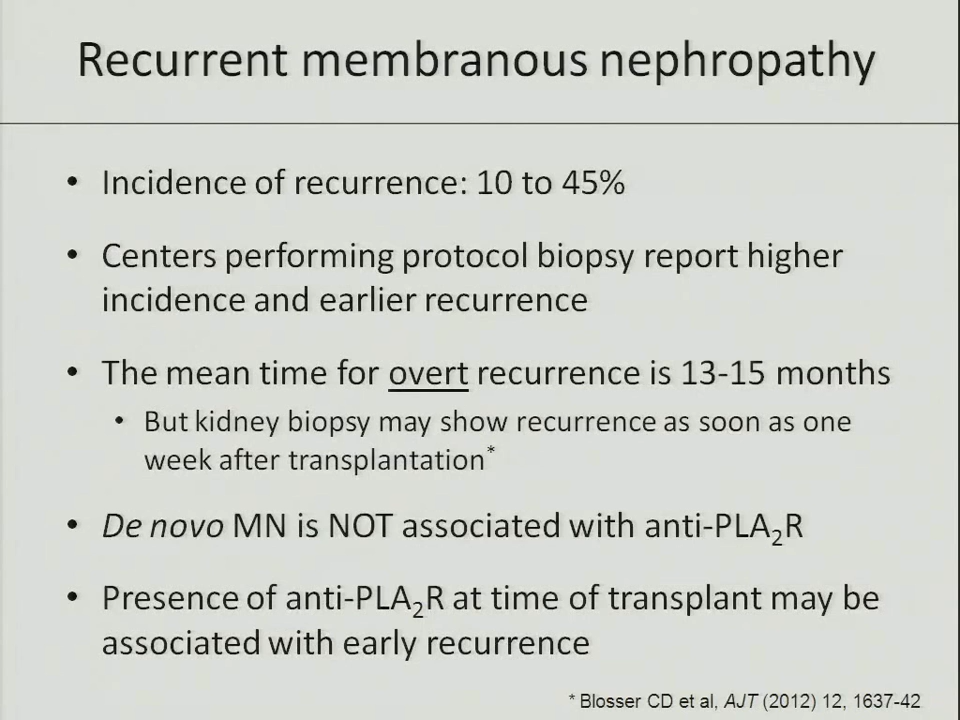 Recurrent membranous nephropathy
• Incidence of recurrence: 10 to 45%
• Centers performing protocol biopsy report higher
incidence and earlier recurrence
• The mean time for overt recurrence is 13-15 months
• But kidney biopsy may show recurrence as soon as one
week after transplantation*
• De novo MN is NOT associated with anti-PLA₂R
• Presence of anti-PLA₂R at time of transplant may be
associated with early recurrence
* Blosser CD et al, AJT (2012) 12, 1637-42